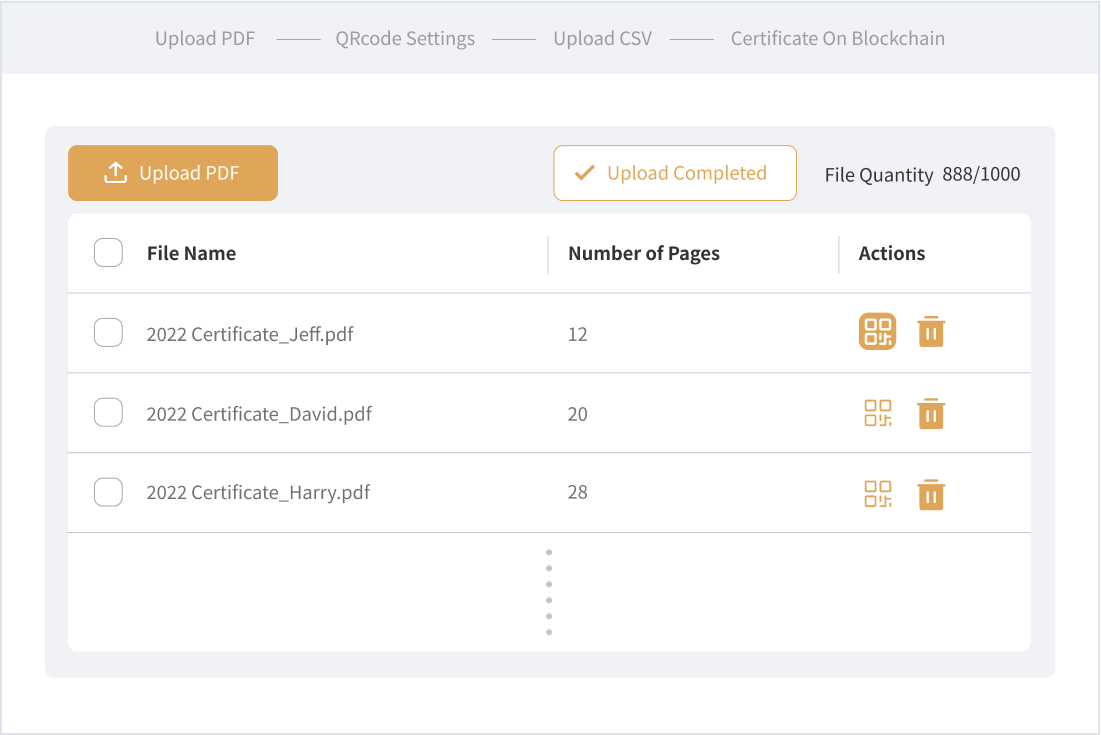 Upload PDF QRcode Settings Upload CSV Certificate On Blockchain
Upload PDF Upload Completed File Quantity 888/1000
File Name Number of Pages Actions
2022 Certificate_Jeff.pdf 12
2022 Certificate_David.pdf 20
2022 Certificate_Harry.pdf 28